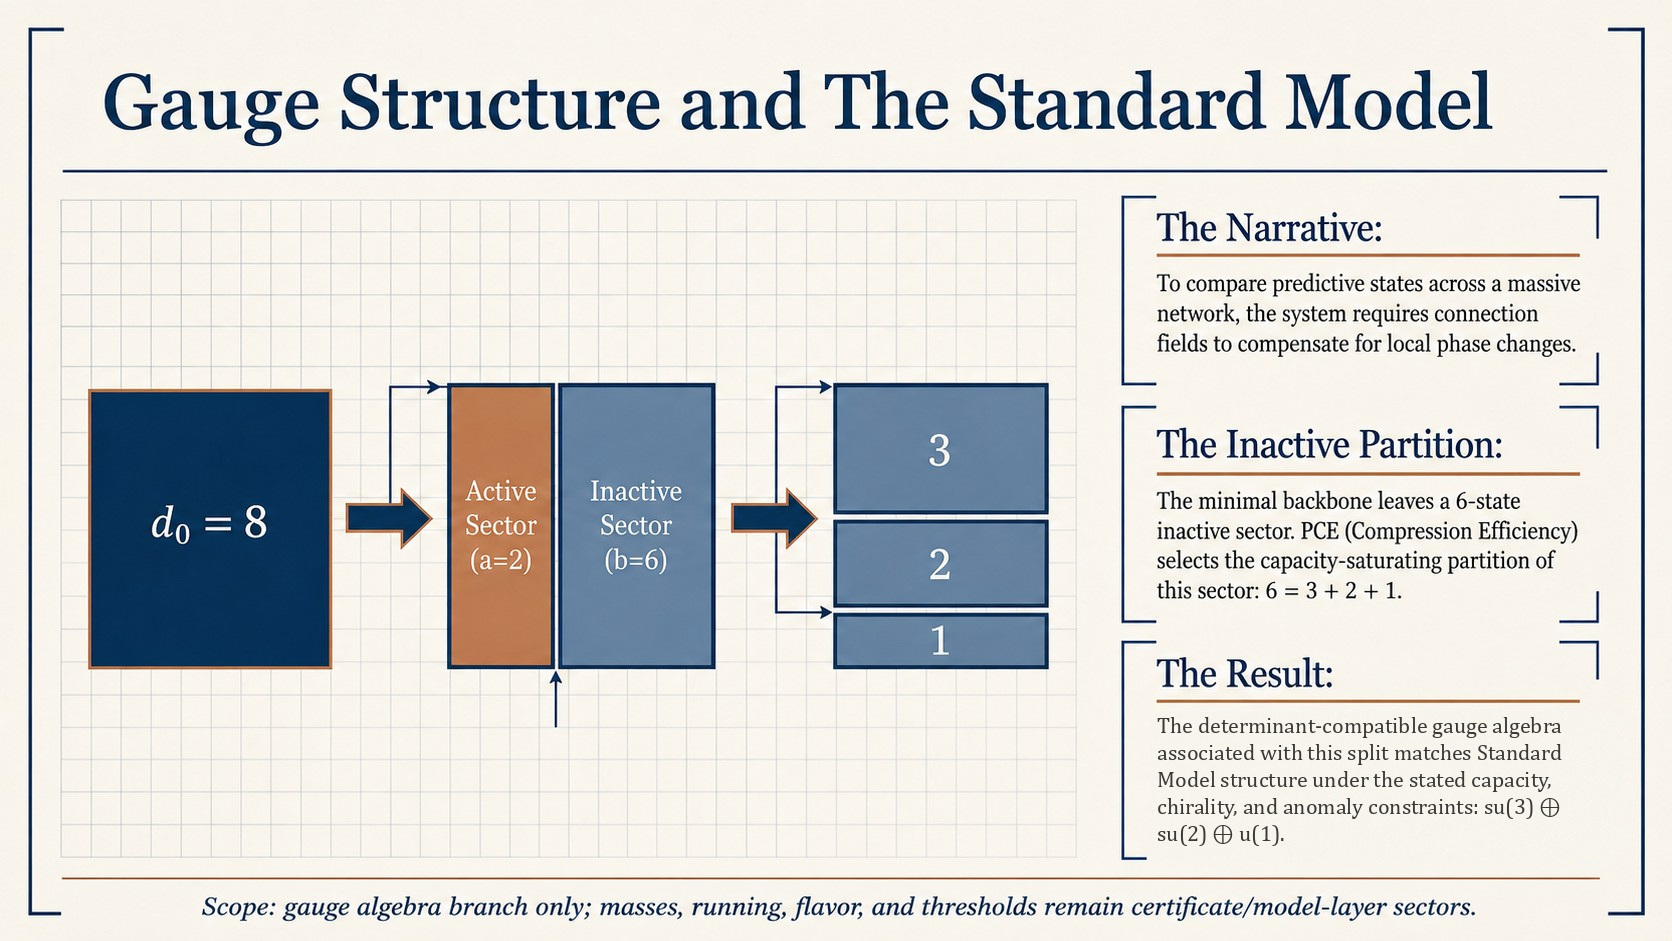 Gauge Structure and The Standard Model
d₀ = 8
Active
Sector
(a=2)
Inactive
Sector
(b=6)
3
2
1
The Narrative:
To compare predictive states across a massive
network, the system requires connection
fields to compensate for local phase changes.
The Inactive Partition:
The minimal backbone leaves a 6-state
inactive sector. PCE (Compression Efficiency)
selects the capacity-saturating partition of
this sector: 6 = 3 + 2 + 1.
The Result:
The determinant-compatible gauge algebra
associated with this split matches Standard
Model structure under the stated capacity,
chirality, and anomaly constraints: su(3) ⊕
su(2) ⊕ u(1).
Scope: gauge algebra branch only; masses, running, flavor, and thresholds remain certificate/model-layer sectors.